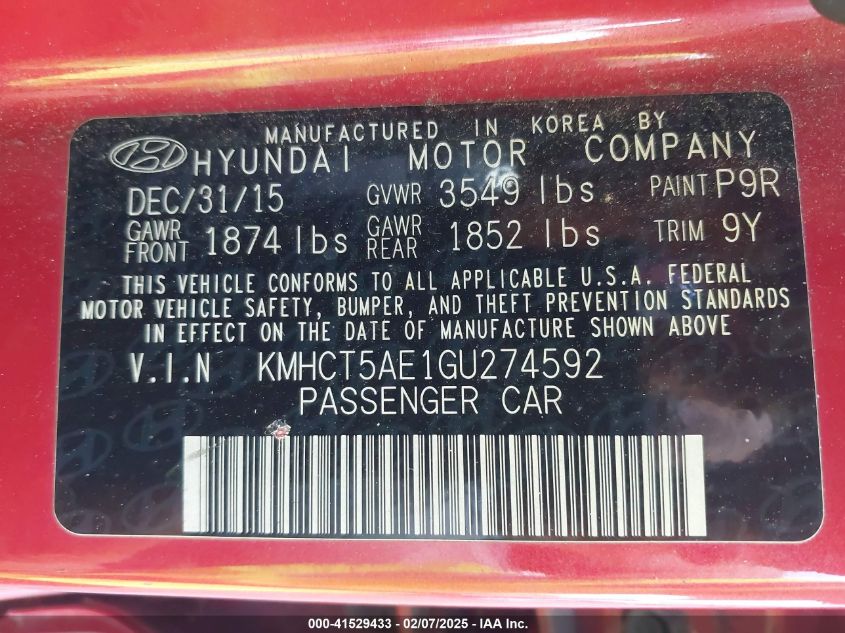 MANUFACTURED IN KOREA BY
HYUNDAI MOTOR COMPANY
DEC/31/15 GVWR 3549 lbs PAINT P9R
GAWR FRONT 1874 lbs GAWR REAR 1852 lbs TRIM 9Y
THIS VEHICLE CONFORMS TO ALL APPLICABLE U.S.A. FEDERAL
MOTOR VEHICLE SAFETY, BUMPER, AND THEFT PREVENTION STANDARDS
IN EFFECT ON THE DATE OF MANUFACTURE SHOWN ABOVE
V.I.N KMHCT5AE1GU274592
PASSENGER CAR
000-41529433 - 02/07/2025 - IAA Inc.